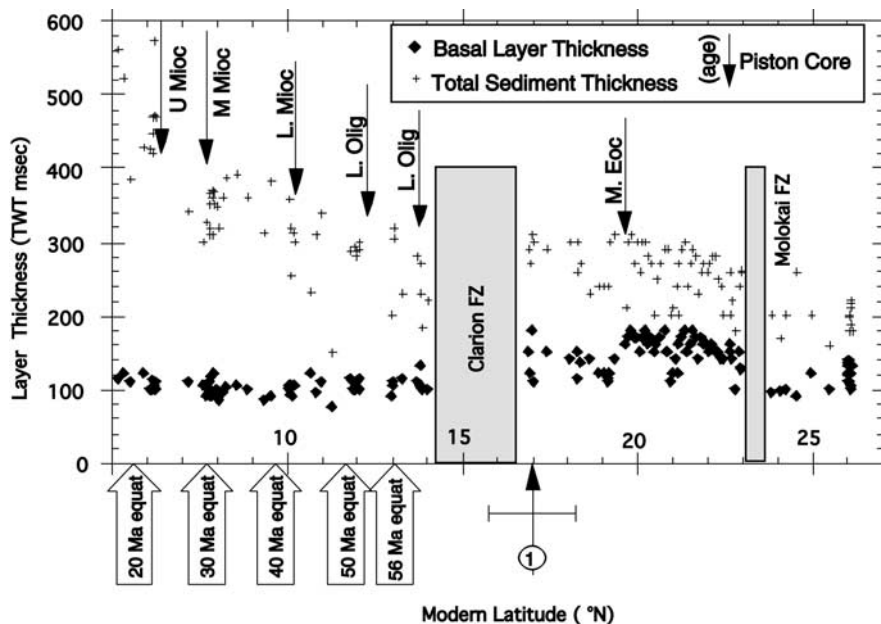 600
500
400
300
200
100
0
Layer Thickness (TWT msec)
Basal Layer Thickness
Total Sediment Thickness
(age)
Piston Core
U Mioc
M Mioc
L. Mioc
L. Olig
L. Olig
M. Eoc
Clarion FZ
Molokai FZ
10
15
20
25
20 Ma equat
30 Ma equat
40 Ma equat
50 Ma equat
56 Ma equat
1
Modern Latitude ( °N)